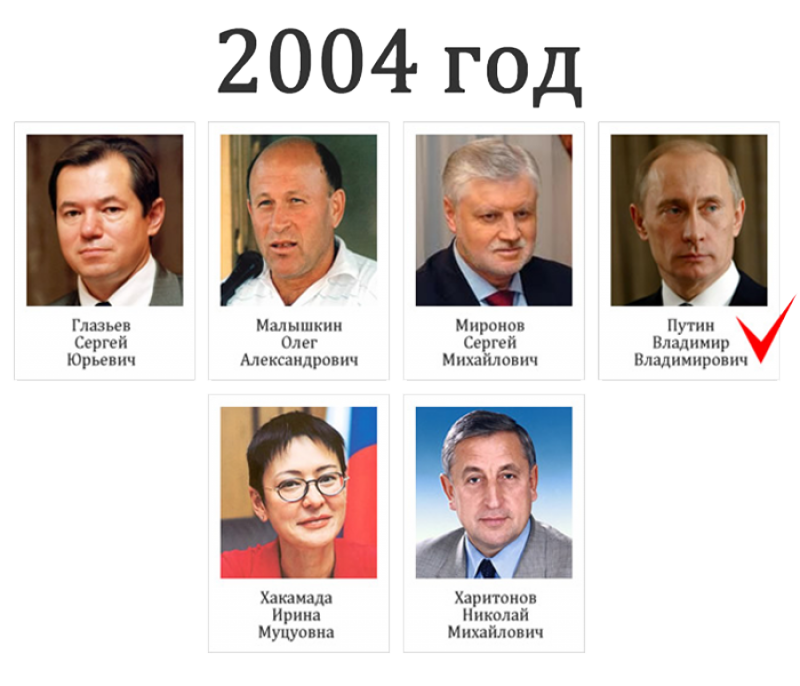 2004 год
Глазьев
Сергей
Юрьевич
Малышкин
Олег
Александрович
Миронов
Сергей
Михайлович
Путин
Владимир
Владимирович
Хакамада
Ирина
Муцуовна
Харитонов
Николай
Михайлович